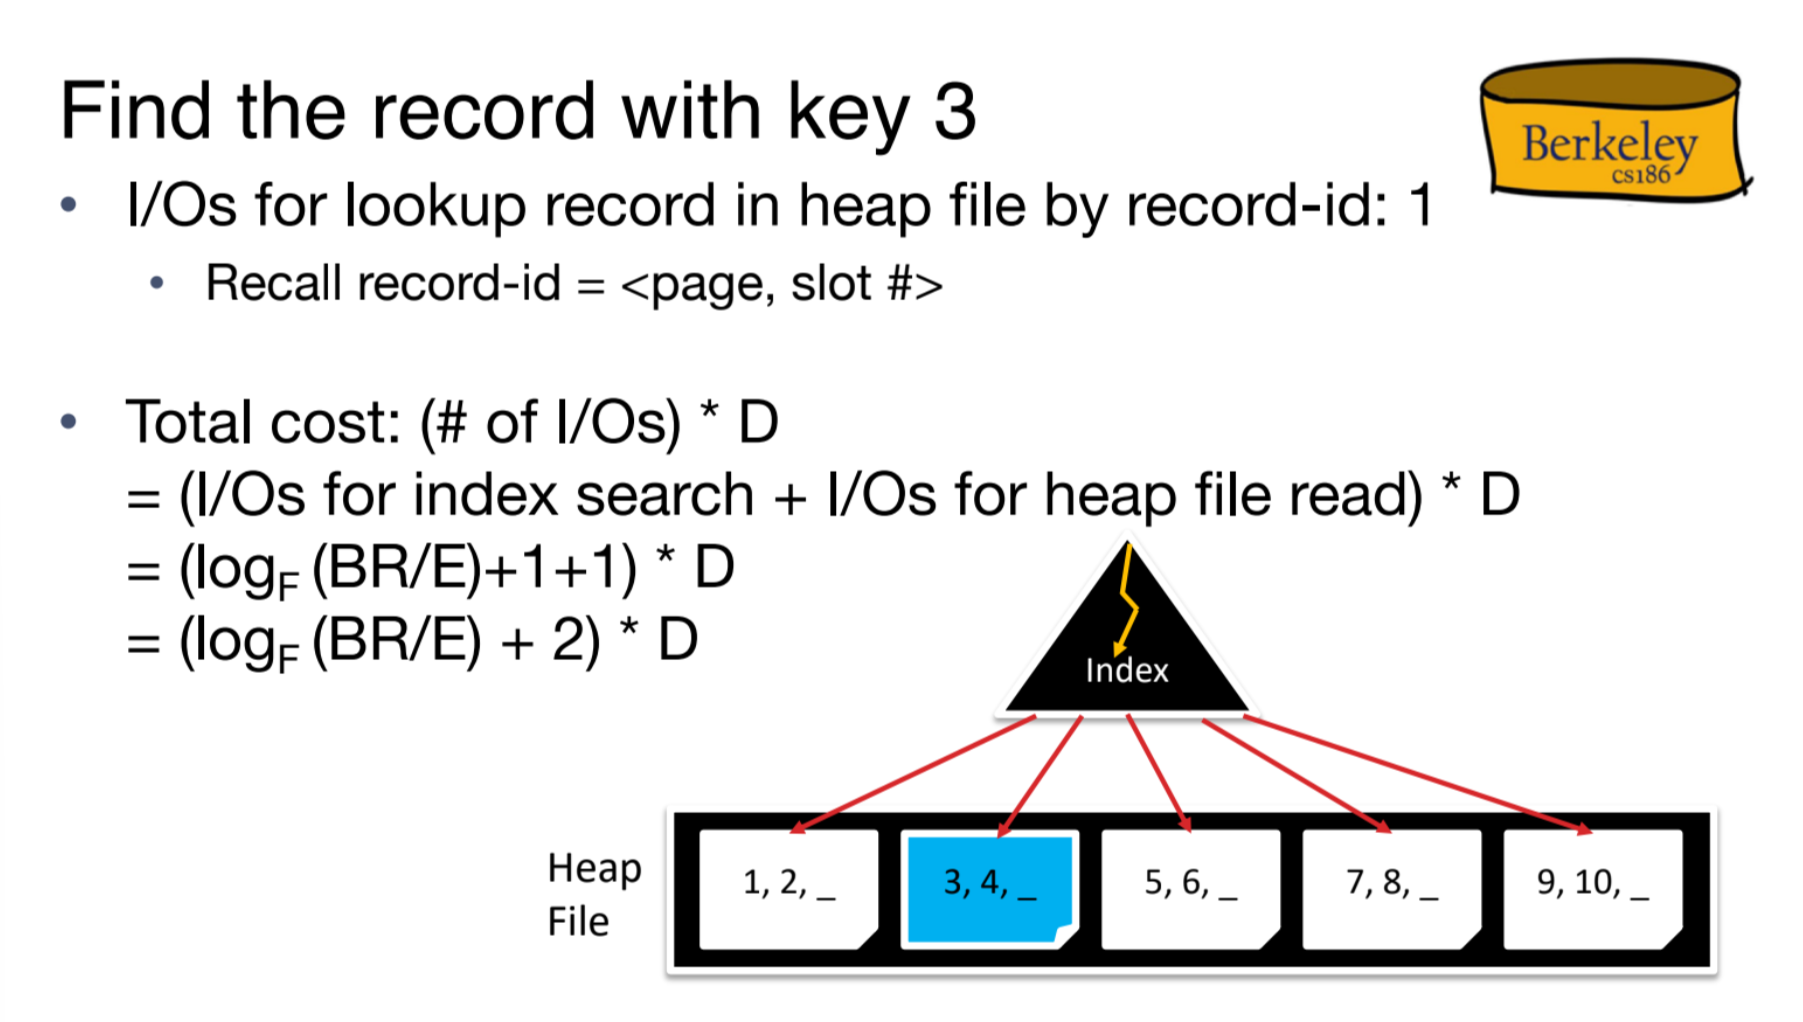 Find the record with key 3
Berkeley
cs186
• I/Os for lookup record in heap file by record-id: 1
• Recall record-id = <page, slot #>
• Total cost: (# of I/Os) * D
= (I/Os for index search + I/Os for heap file read) * D
= (logF (BR/E)+1+1) * D
= (logF (BR/E) + 2) * D
Index
Heap
File
1, 2, _
3, 4, _
5, 6, _
7, 8, _
9, 10, _